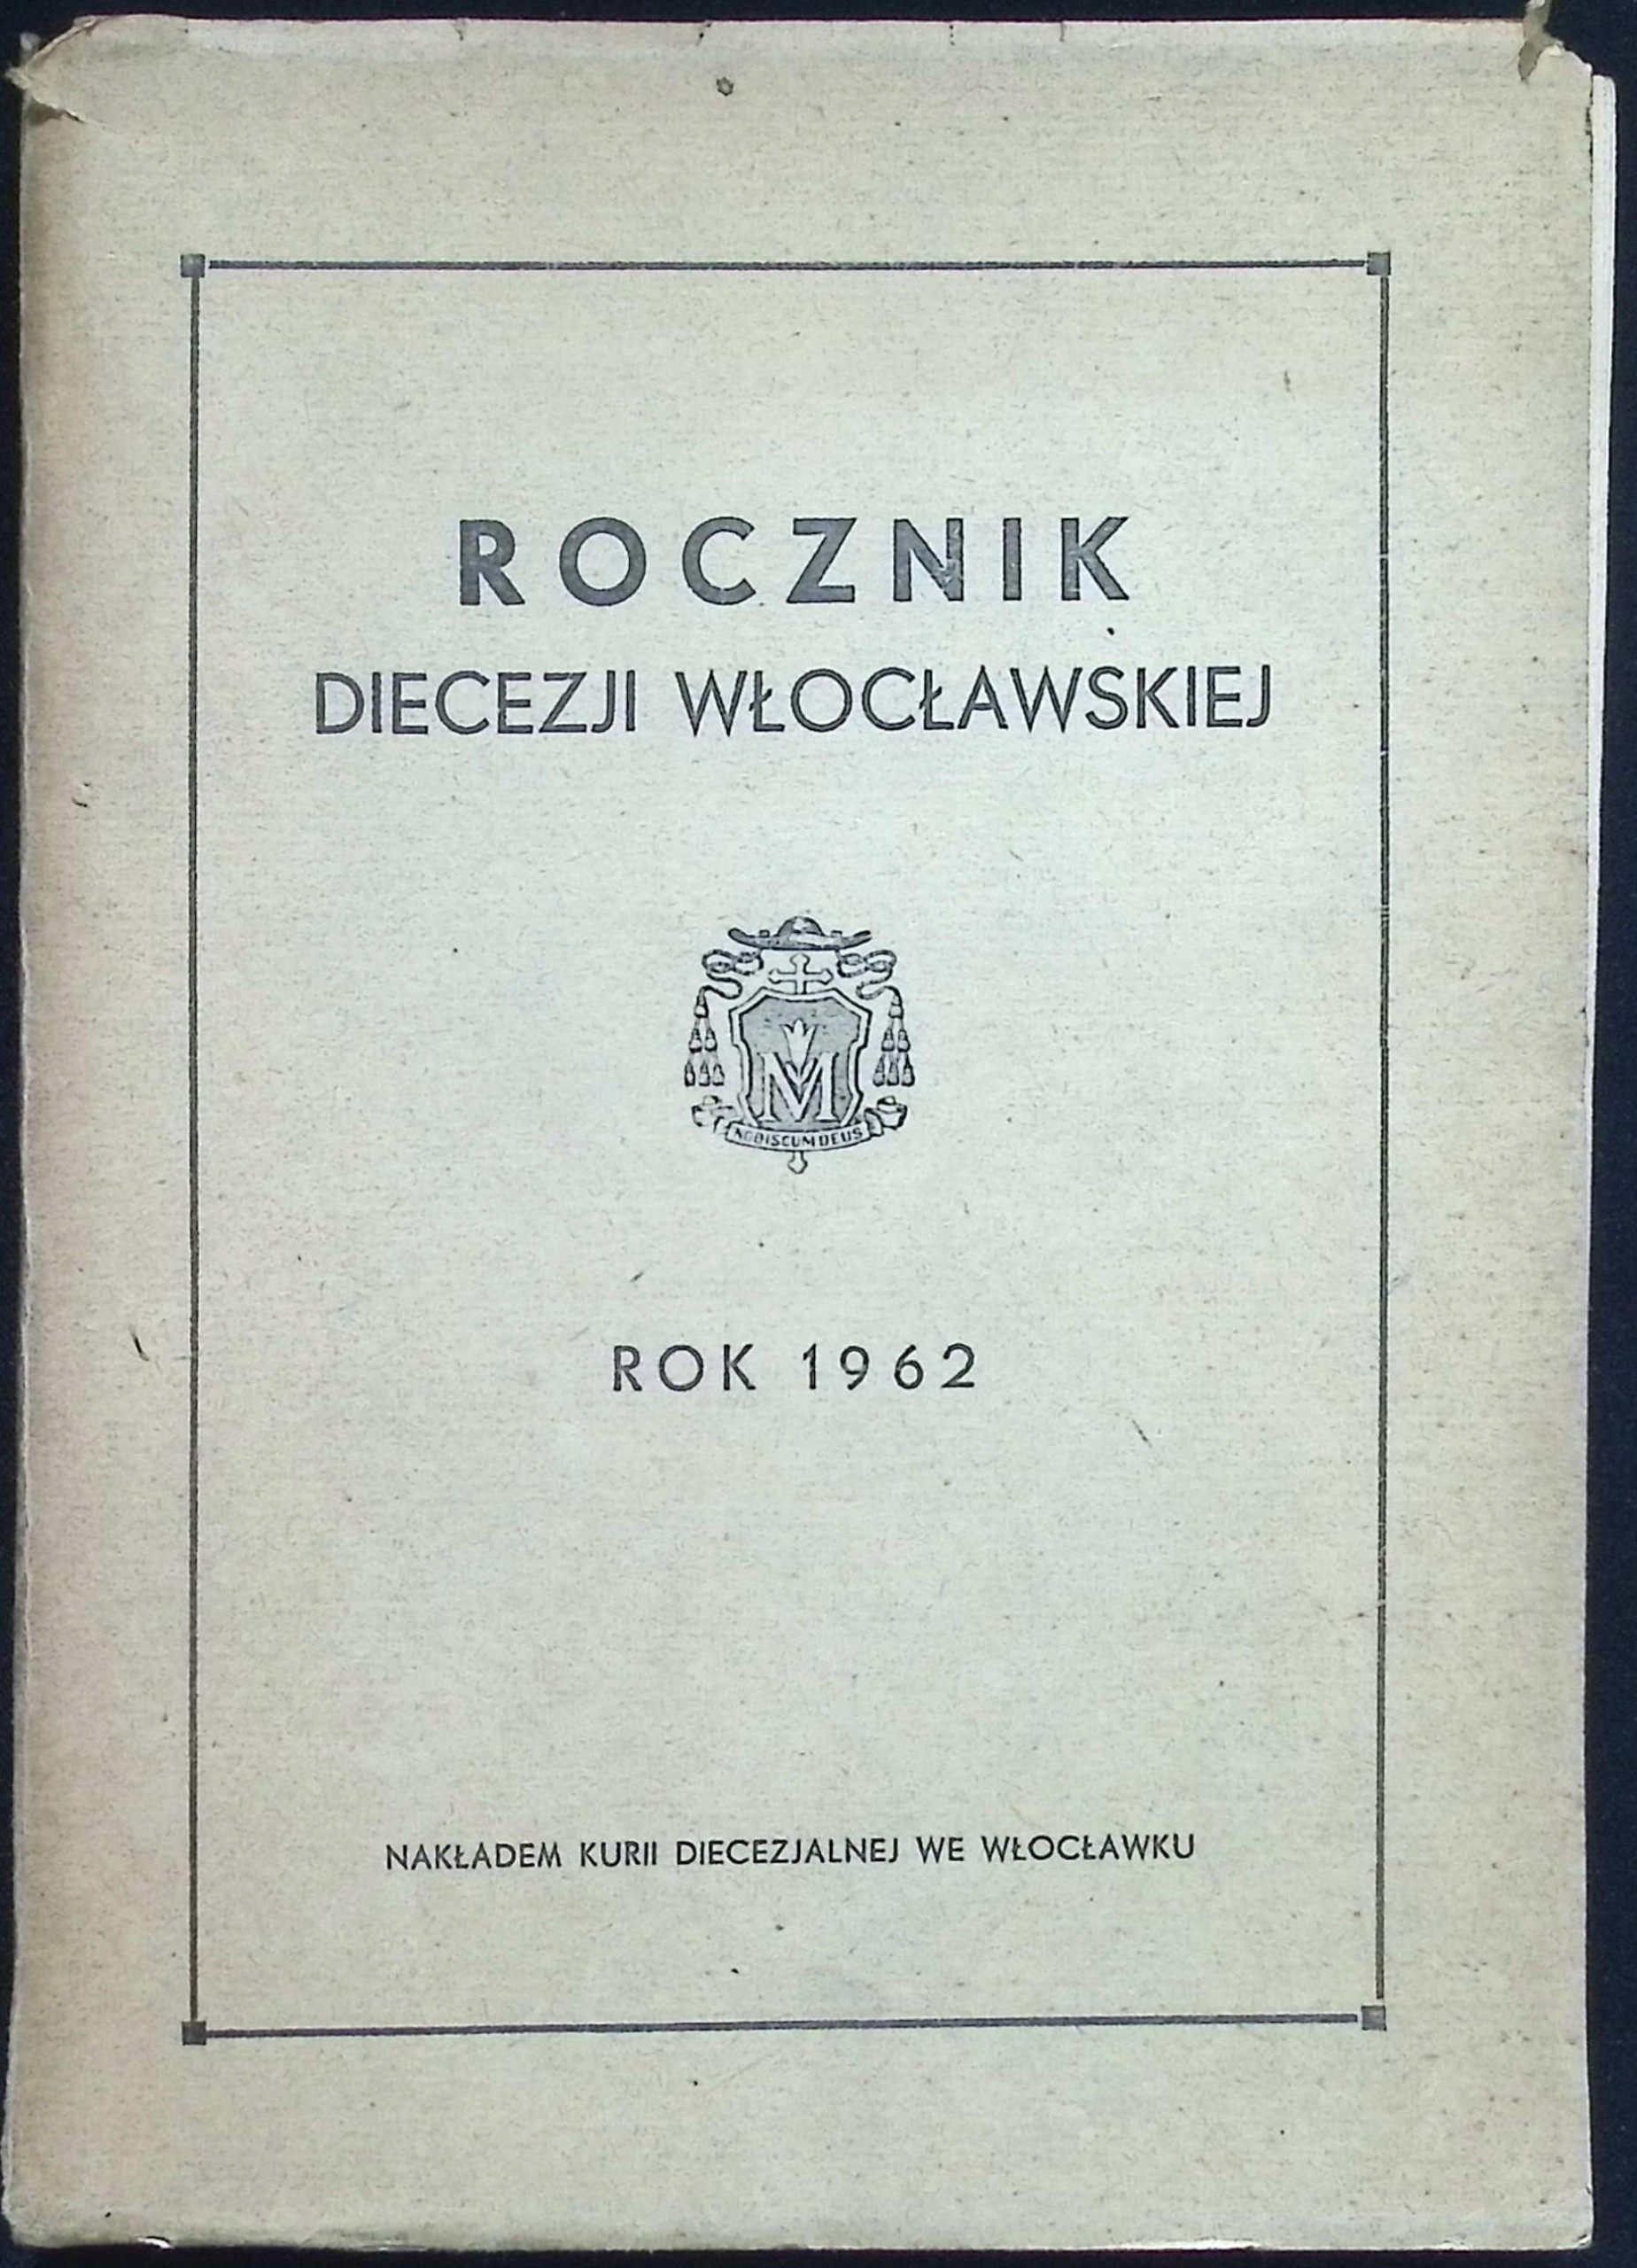 ROCZNIK
DIECEZJI WŁOCŁAWSKIEJ
M
NOBISCUM DEUS
ROK 1962
NAKŁADEM KURII DIECEZJALNEJ WE WŁOCŁAWKU